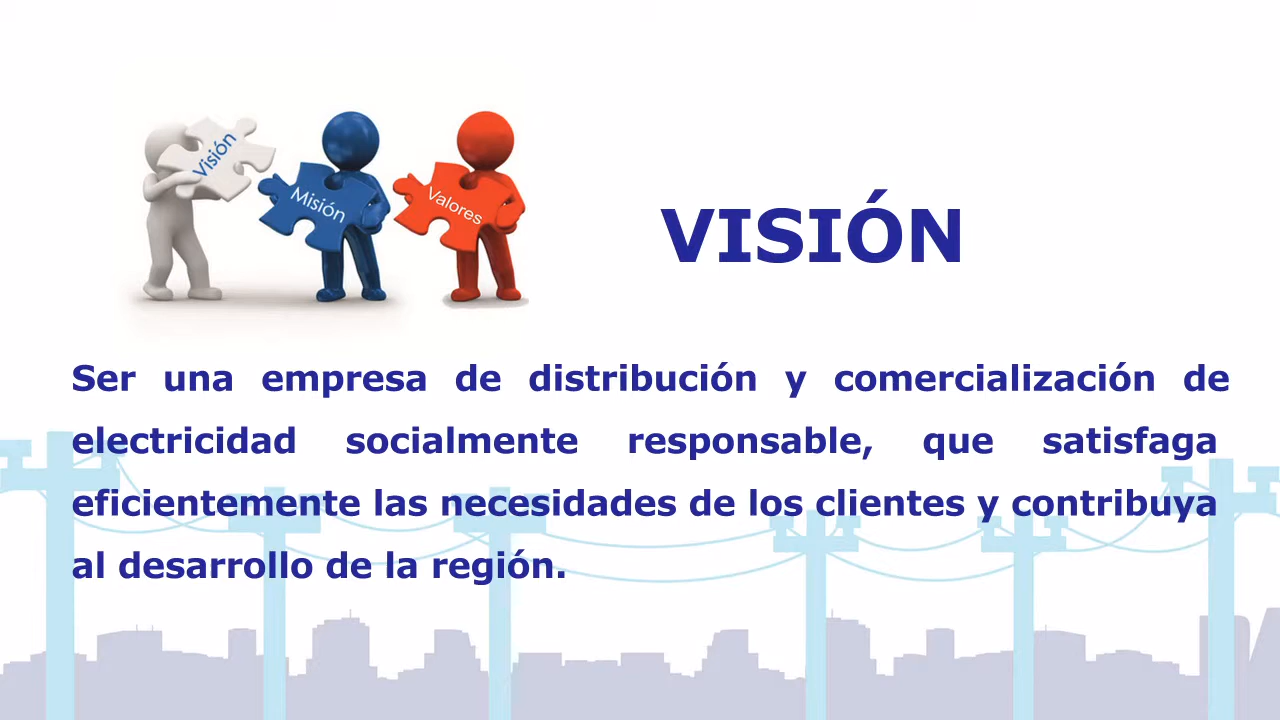 Visión
Misión
Valores
VISIÓN
Ser una empresa de distribución y comercialización de
electricidad socialmente responsable, que satisfaga
eficientemente las necesidades de los clientes y contribuya
al desarrollo de la región.